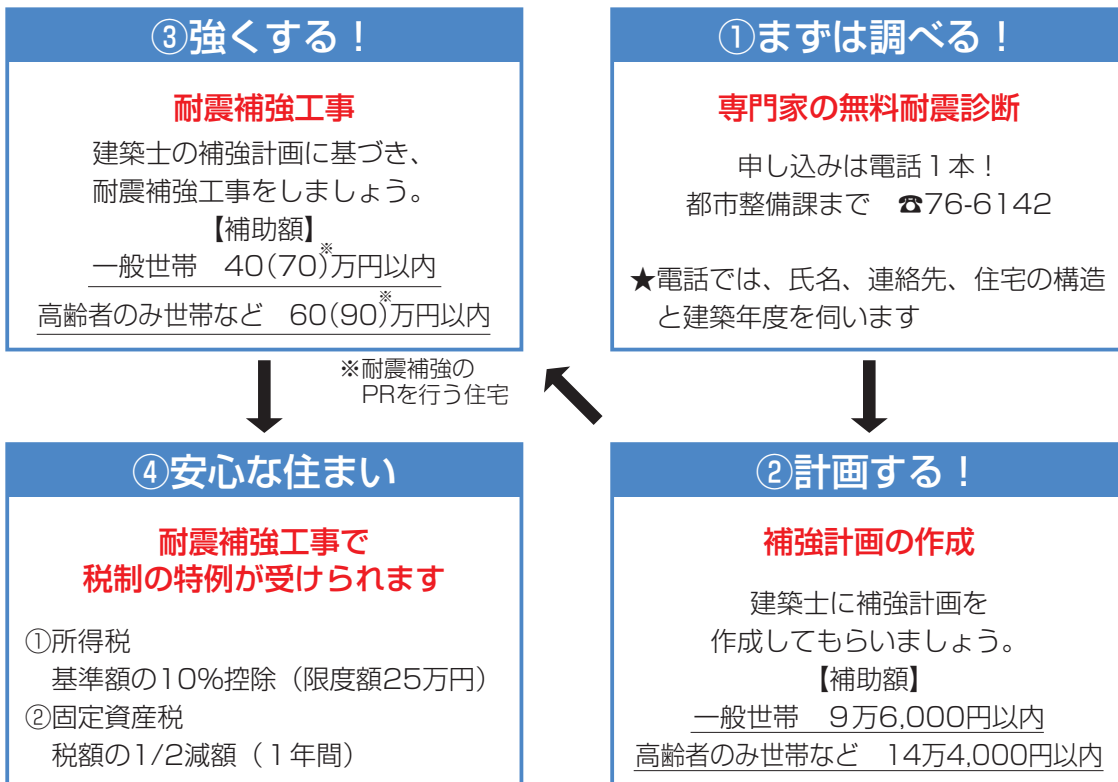 ①まずは調べる！
専門家の無料耐震診断
申し込みは電話１本！
都市整備課まで　☎76-6142
★電話では、氏名、連絡先、住宅の構造
と建築年度を伺います
②計画する！
補強計画の作成
建築士に補強計画を
作成してもらいましょう。
【補助額】
一般世帯　9万6,000円以内
高齢者のみ世帯など　14万4,000円以内
③強くする！
耐震補強工事
建築士の補強計画に基づき、
耐震補強工事をしましょう。
【補助額】
一般世帯　40(70)※万円以内
高齢者のみ世帯など　60(90)※万円以内
※耐震補強の
PRを行う住宅
④安心な住まい
耐震補強工事で
税制の特例が受けられます
①所得税
基準額の10%控除（限度額25万円）
②固定資産税
税額の1/2減額（１年間）